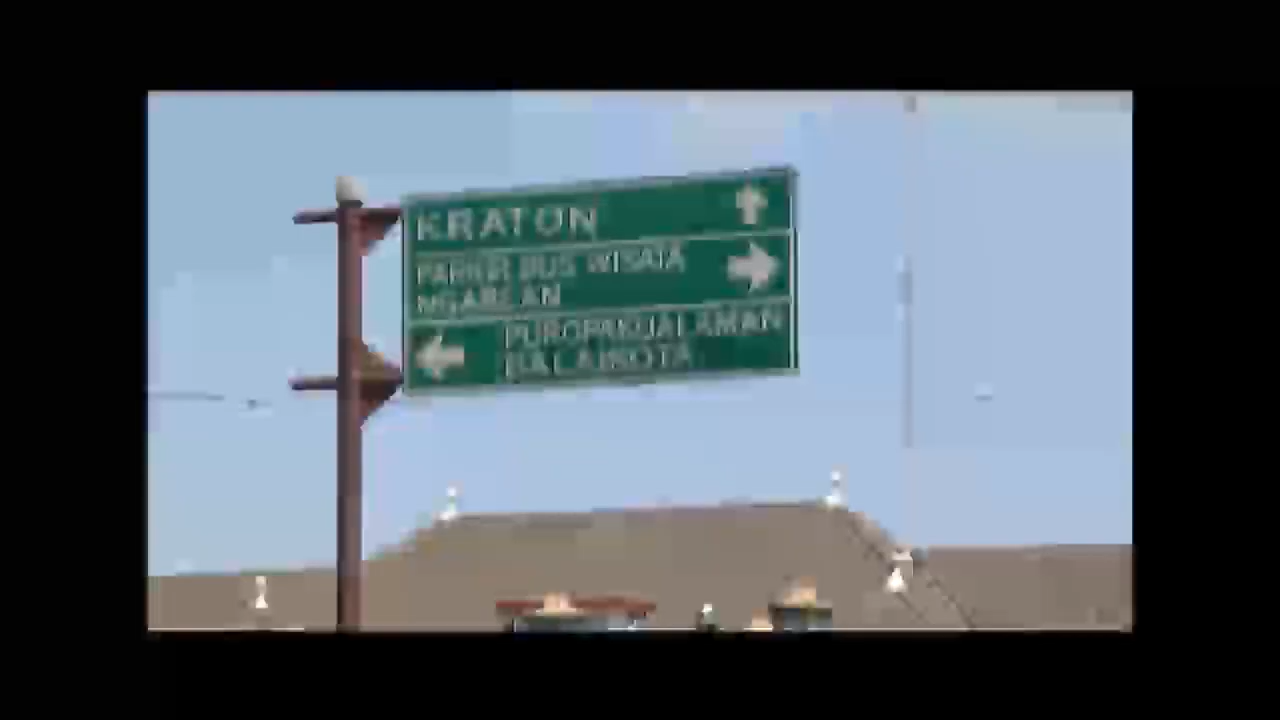 KRATON
PARKIR BUS WISATA
NGABEAN
PUROPAKUALAMAN
BALAIKOTA